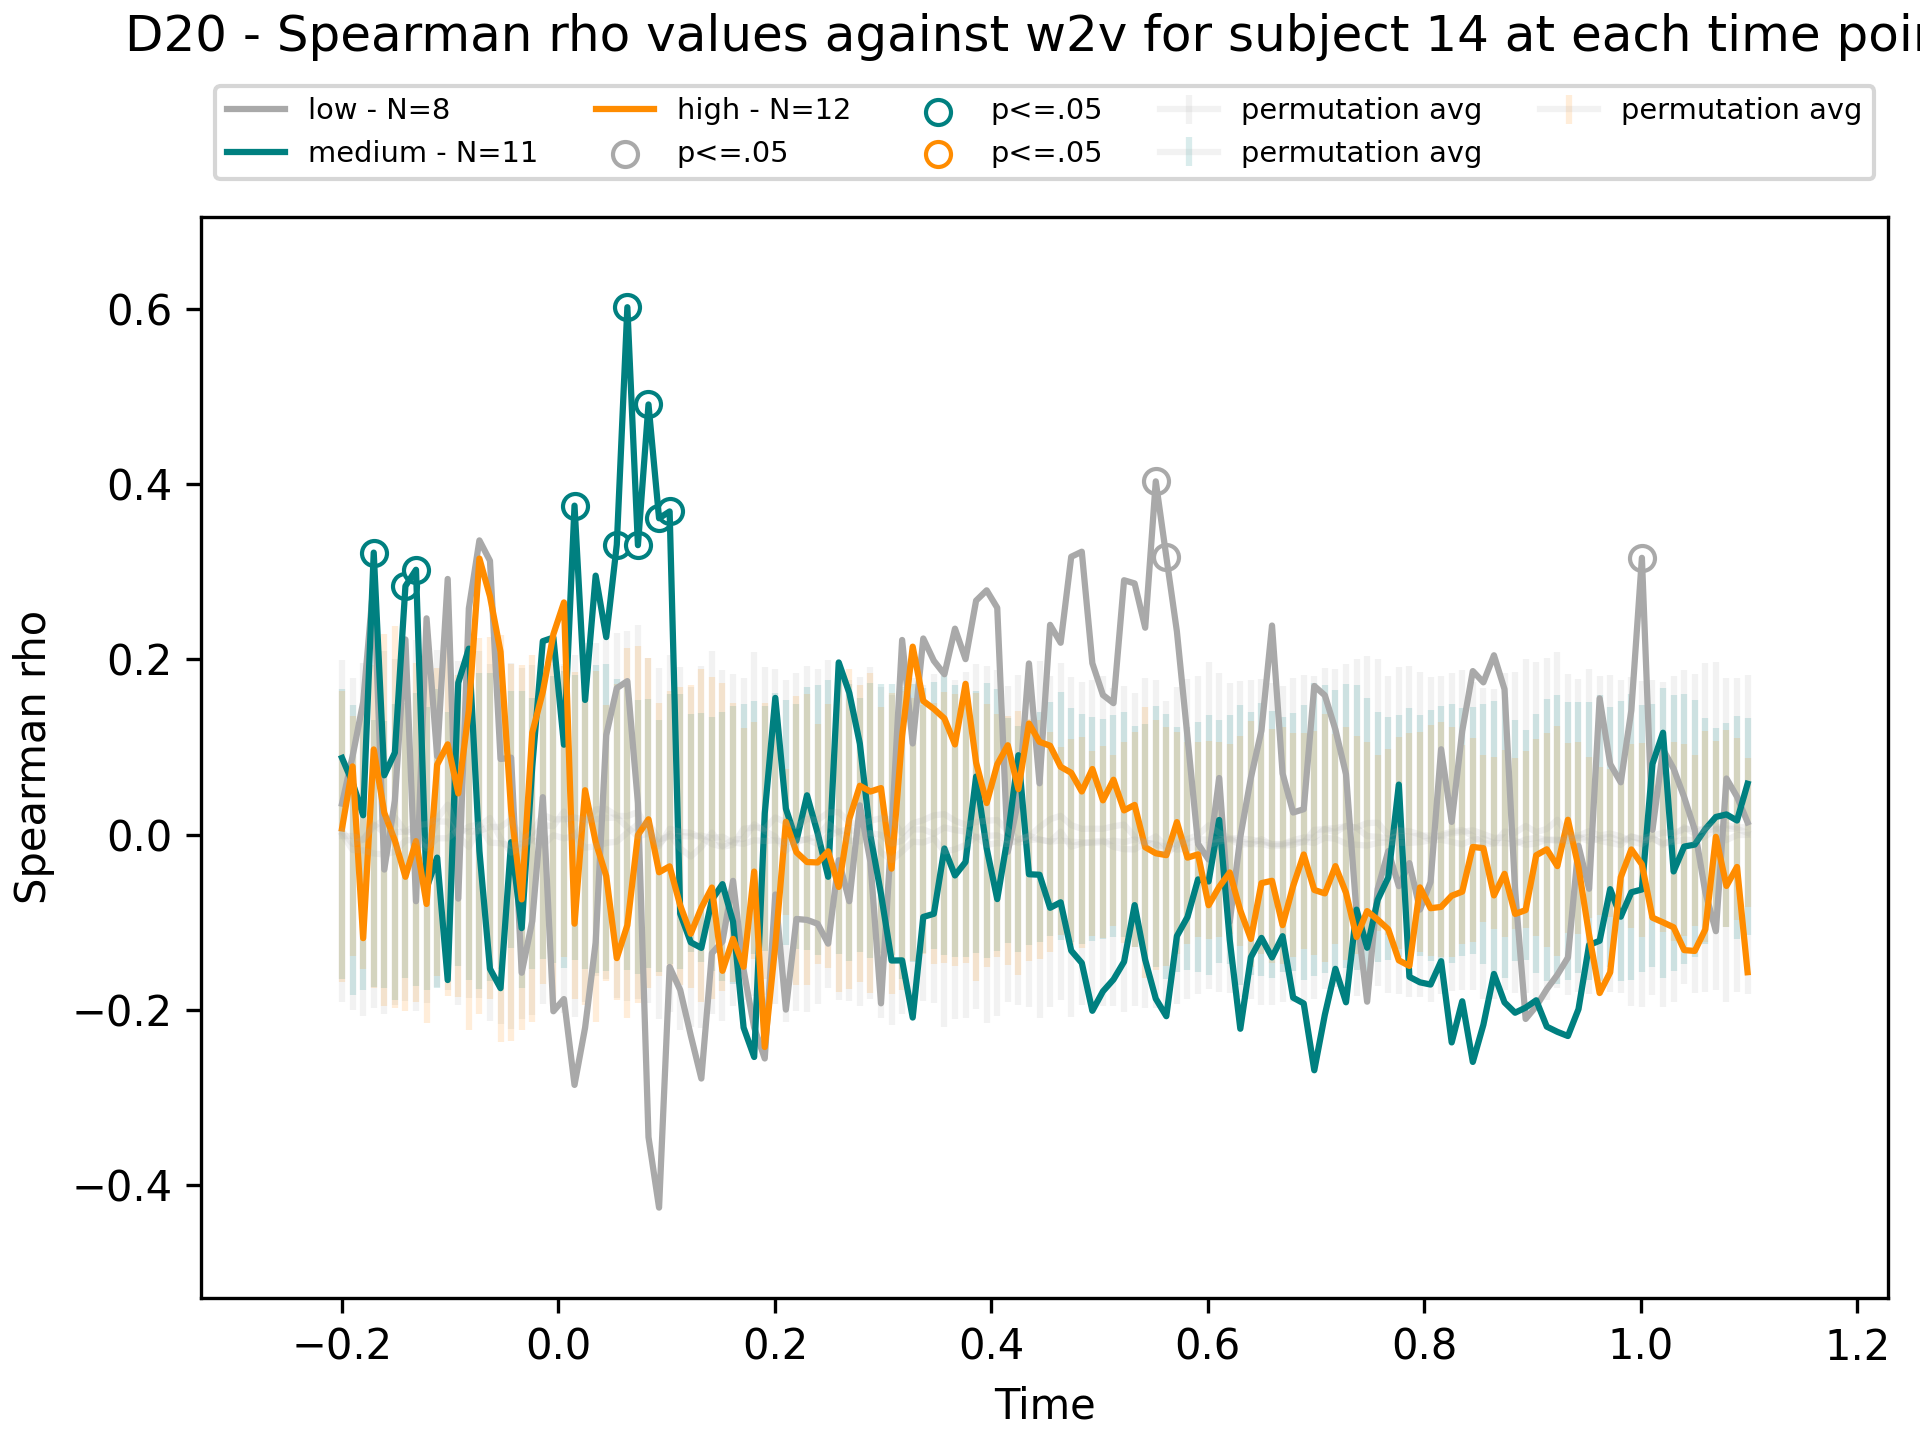 D20 - Spearman rho values against w2v for subject 14 at each time poi
low - N=8
medium - N=11
high - N=12
p<=.05
p<=.05
p<=.05
permutation avg
permutation avg
permutation avg
Spearman rho
0.6
0.4
0.2
0.0
−0.2
−0.4
−0.2 0.0 0.2 0.4 0.6 0.8 1.0 1.2
Time